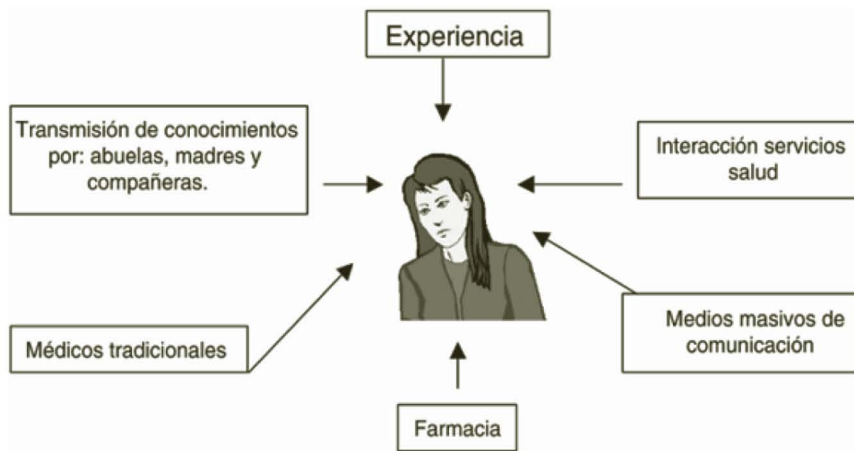 Experiencia
Transmisión de conocimientos
por: abuelas, madres y
compañeras.
Interacción servicios
salud
Médicos tradicionales
Medios masivos de
comunicación
Farmacia